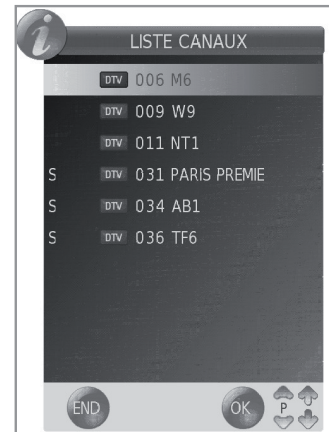 i
LISTE CANAUX
DTV 006 M6
DTV 009 W9
DTV 011 NT1
S DTV 031 PARIS PREMIE
S DTV 034 AB1
S DTV 036 TF6
END OK P